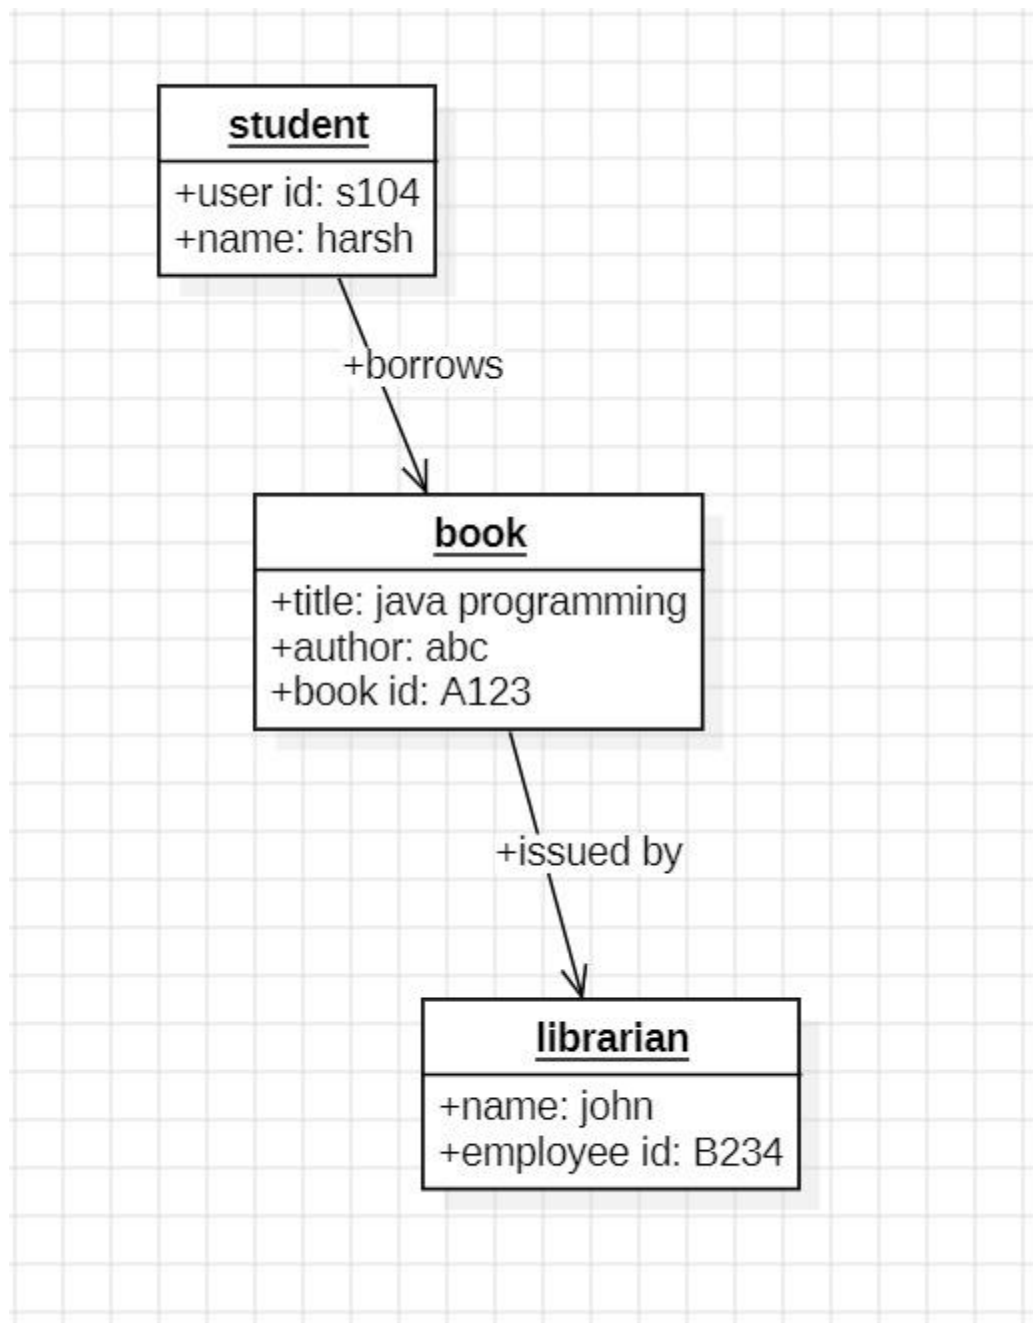 student
+user id: s104
+name: harsh
+borrows
book
+title: java programming
+author: abc
+book id: A123
+issued by
librarian
+name: john
+employee id: B234